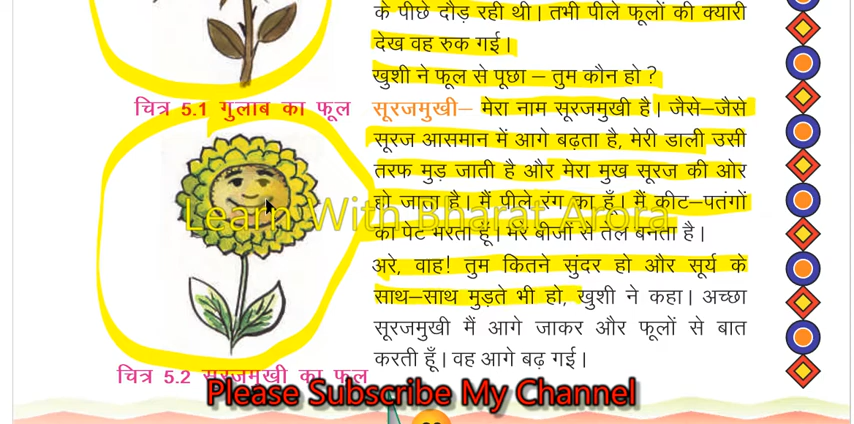 के पीछे दौड़ रही थी। तभी पीले फूलों की क्यारी
देख वह रुक गई।
खुशी ने फूल से पूछा – तुम कौन हो ?
चित्र 5.1 गुलाब का फूल
सूरजमुखी– मेरा नाम सूरजमुखी है। जैसे–जैसे
सूरज आसमान में आगे बढ़ता है, मेरी डाली उसी
तरफ मुड़ जाती है और मेरा मुख सूरज की ओर
हो जाता है। मैं पीले रंग का हूँ। मैं कीट–पतंगों
का पेट भरता हूँ। मेरे बीजों से तेल बनता है।
Learn With Bharat Arora
अरे, वाह! तुम कितने सुंदर हो और सूर्य के
साथ–साथ मुड़ते भी हो, खुशी ने कहा। अच्छा
सूरजमुखी मैं आगे जाकर और फूलों से बात
करती हूँ। वह आगे बढ़ गई।
चित्र 5.2 सूरजमुखी का फूल
Please Subscribe My Channel